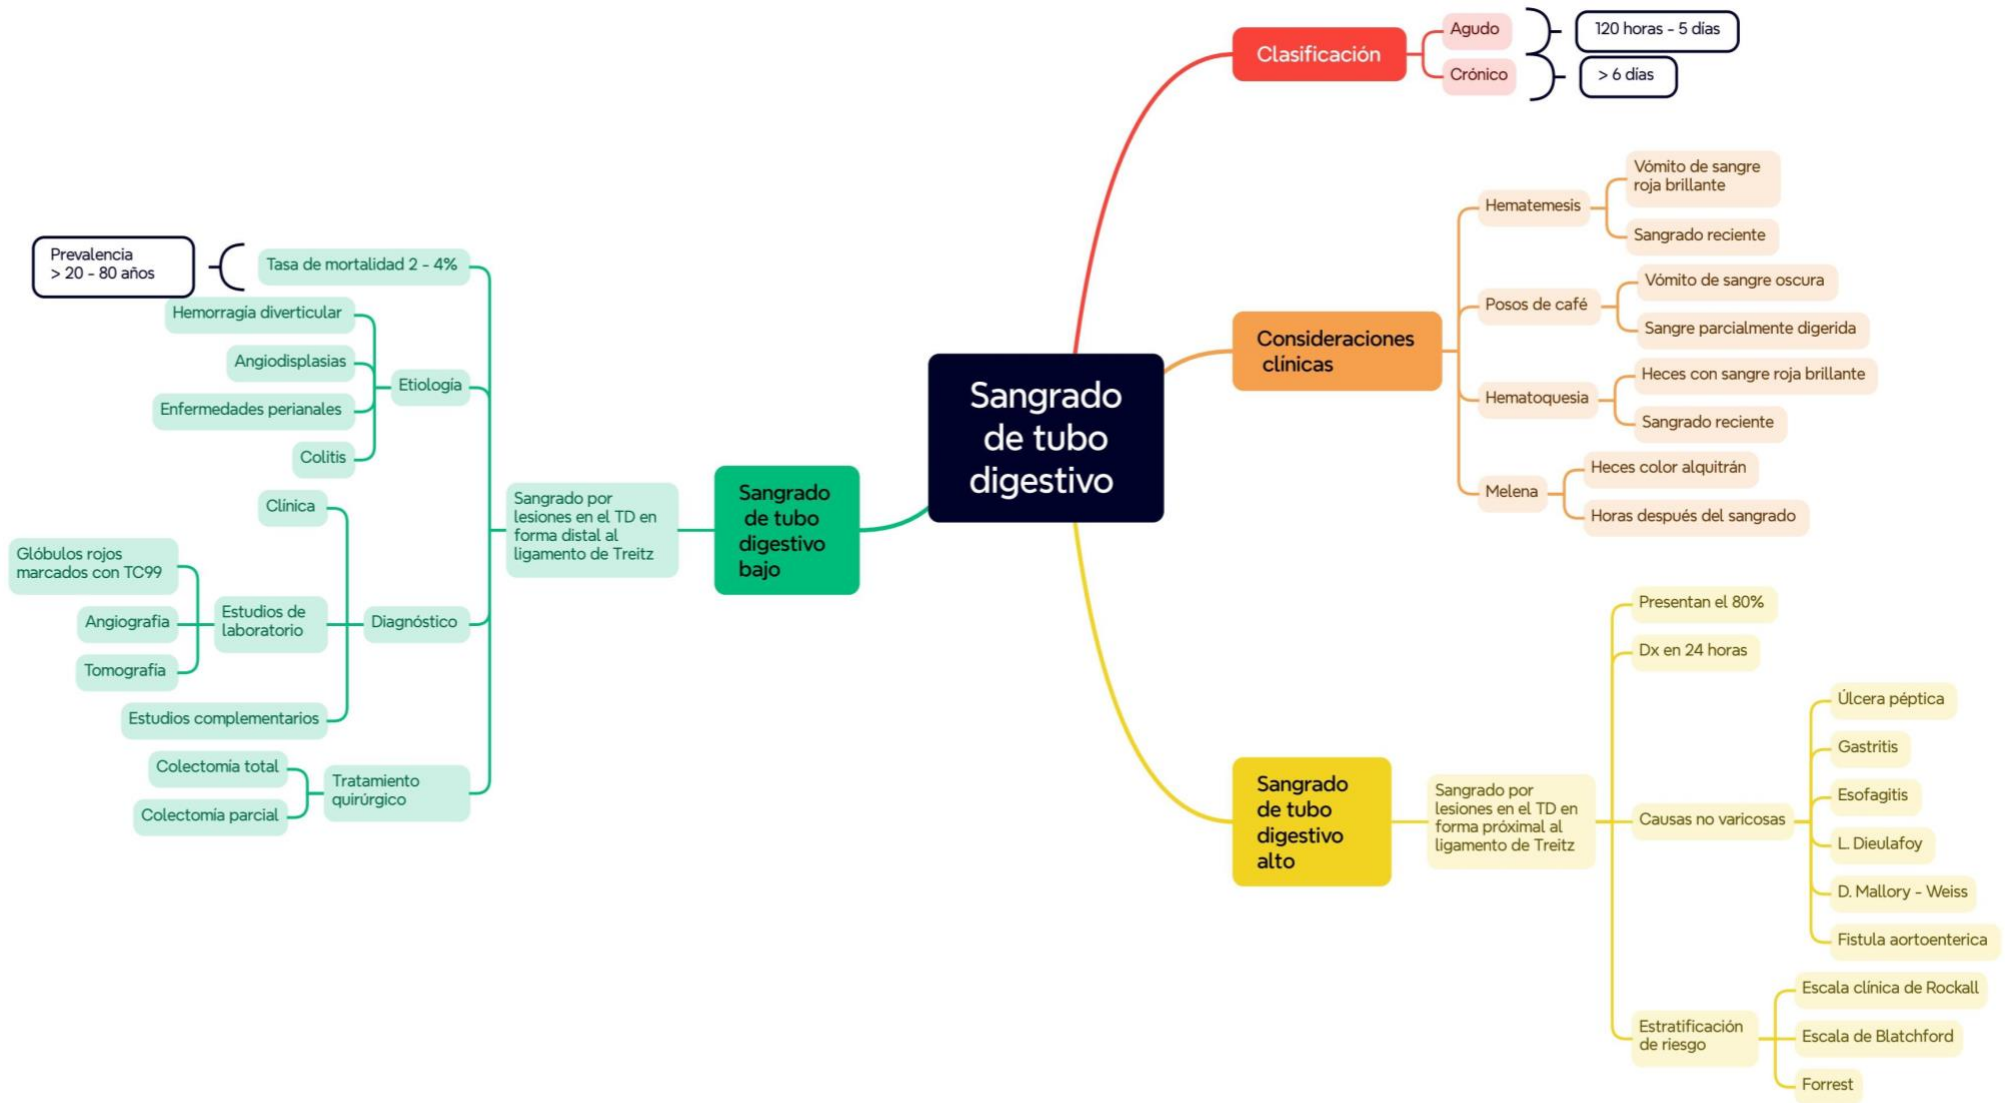 Sangrado
de tubo
digestivo
Clasificación
Agudo
120 horas - 5 días
Crónico
> 6 días
Consideraciones
clínicas
Hematemesis
Vómito de sangre
roja brillante
Sangrado reciente
Posos de café
Vómito de sangre oscura
Sangre parcialmente digerida
Hematoquesia
Heces con sangre roja brillante
Sangrado reciente
Melena
Heces color alquitrán
Horas después del sangrado
Sangrado
de tubo
digestivo
alto
Sangrado por
lesiones en el TD en
forma próximal al
ligamento de Treitz
Presentan el 80%
Dx en 24 horas
Causas no varicosas
Úlcera péptica
Gastritis
Esofagitis
L. Dieulafoy
D. Mallory - Weiss
Fistula aortoenterica
Estratificación
de riesgo
Escala clínica de Rockall
Escala de Blatchford
Forrest
Sangrado
de tubo
digestivo
bajo
Sangrado por
lesiones en el TD en
forma distal al
ligamento de Treitz
Tasa de mortalidad 2 - 4%
Prevalencia
> 20 - 80 años
Etiología
Hemorragía diverticular
Angiodisplasias
Enfermedades perianales
Colitis
Diagnóstico
Clínica
Estudios de
laboratorio
Glóbulos rojos
marcados con TC99
Angiografía
Tomografía
Estudios complementarios
Tratamiento
quirúrgico
Colectomía total
Colectomía parcial